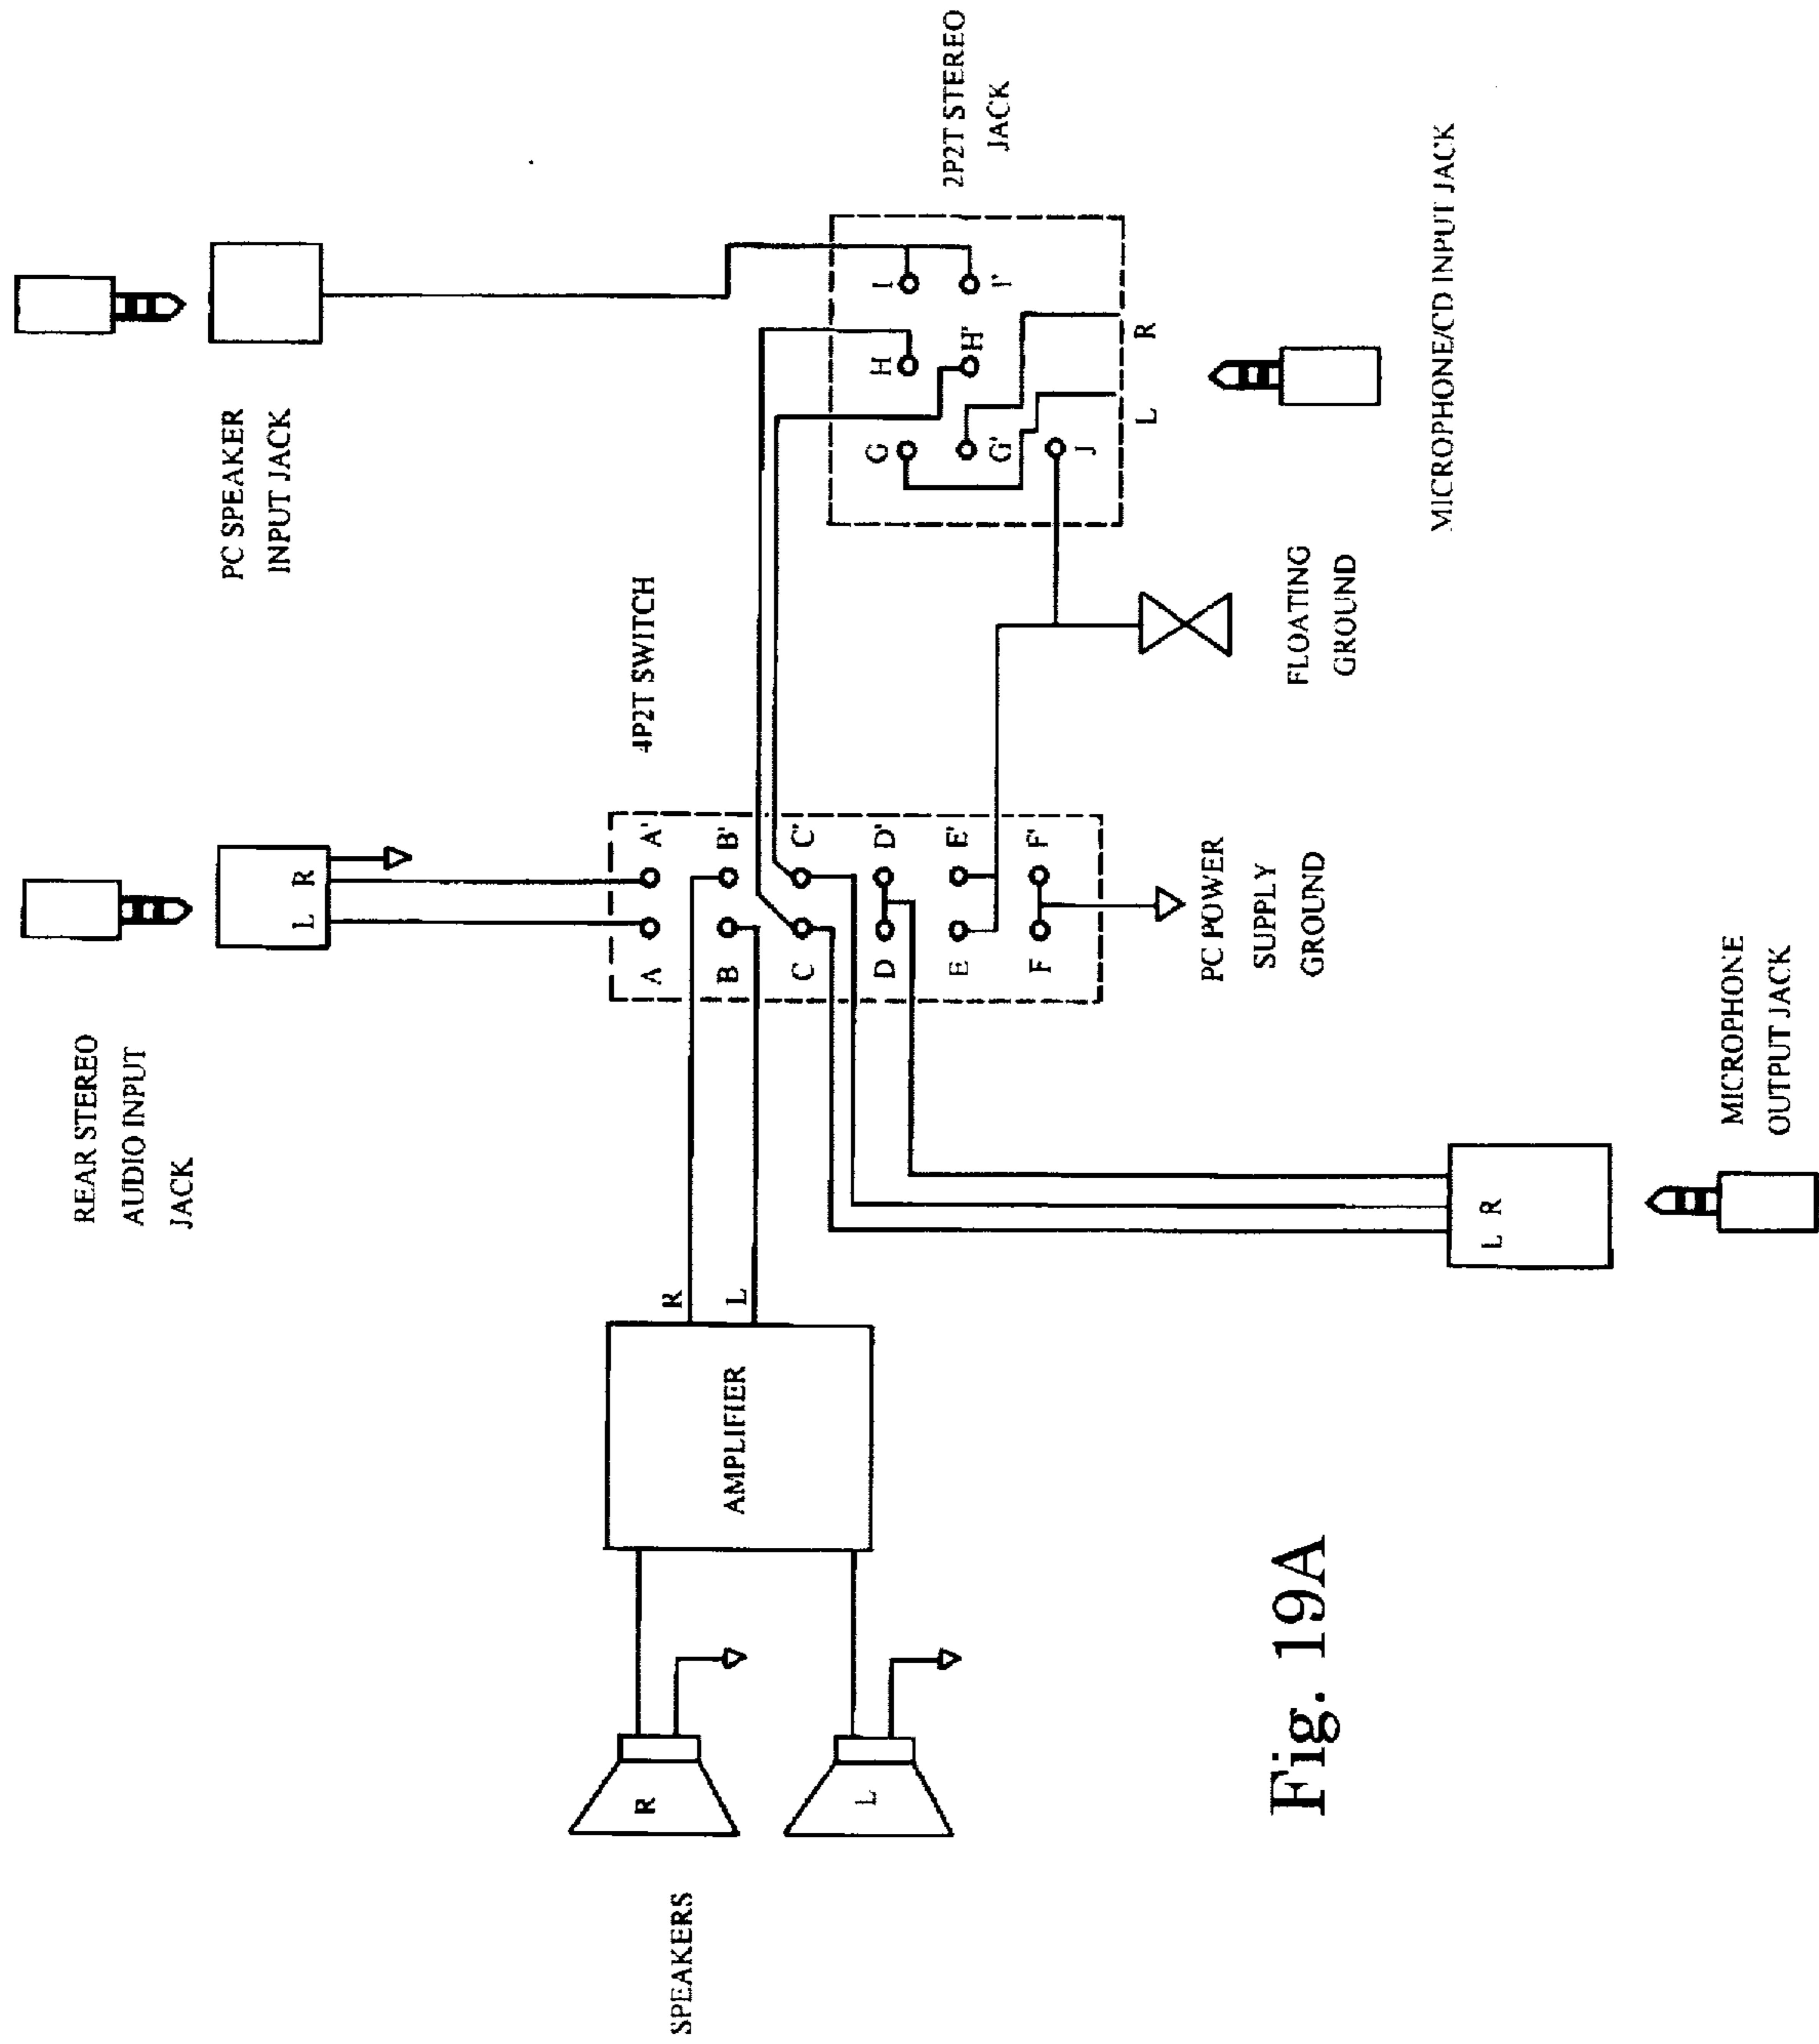 REAR STEREO
AUDIO INPUT
JACK
L R
PC SPEAKER
INPUT JACK
4P2T SWITCH
A A'
B B'
C C'
D D'
E E'
F F'
2P2T STEREO
JACK
G H I
G' H' I'
J
L R
MICROPHONE/CD INPUT JACK
FLOATING
GROUND
PC POWER
SUPPLY
GROUND
SPEAKERS
R
L
AMPLIFIER
R
L
L R
MICROPHONE
OUTPUT JACK
Fig. 19A